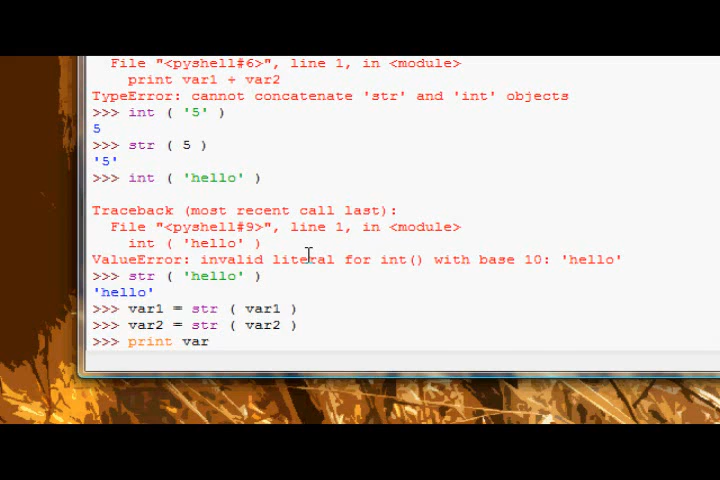 File "<pyshell#6>", line 1, in <module>
print var1 + var2
TypeError: cannot concatenate 'str' and 'int' objects
>>> int ( '5' )
5
>>> str ( 5 )
'5'
>>> int ( 'hello' )
Traceback (most recent call last):
File "<pyshell#9>", line 1, in <module>
int ( 'hello' )
ValueError: invalid literal for int() with base 10: 'hello'
>>> str ( 'hello' )
'hello'
>>> var1 = str ( var1 )
>>> var2 = str ( var2 )
>>> print var